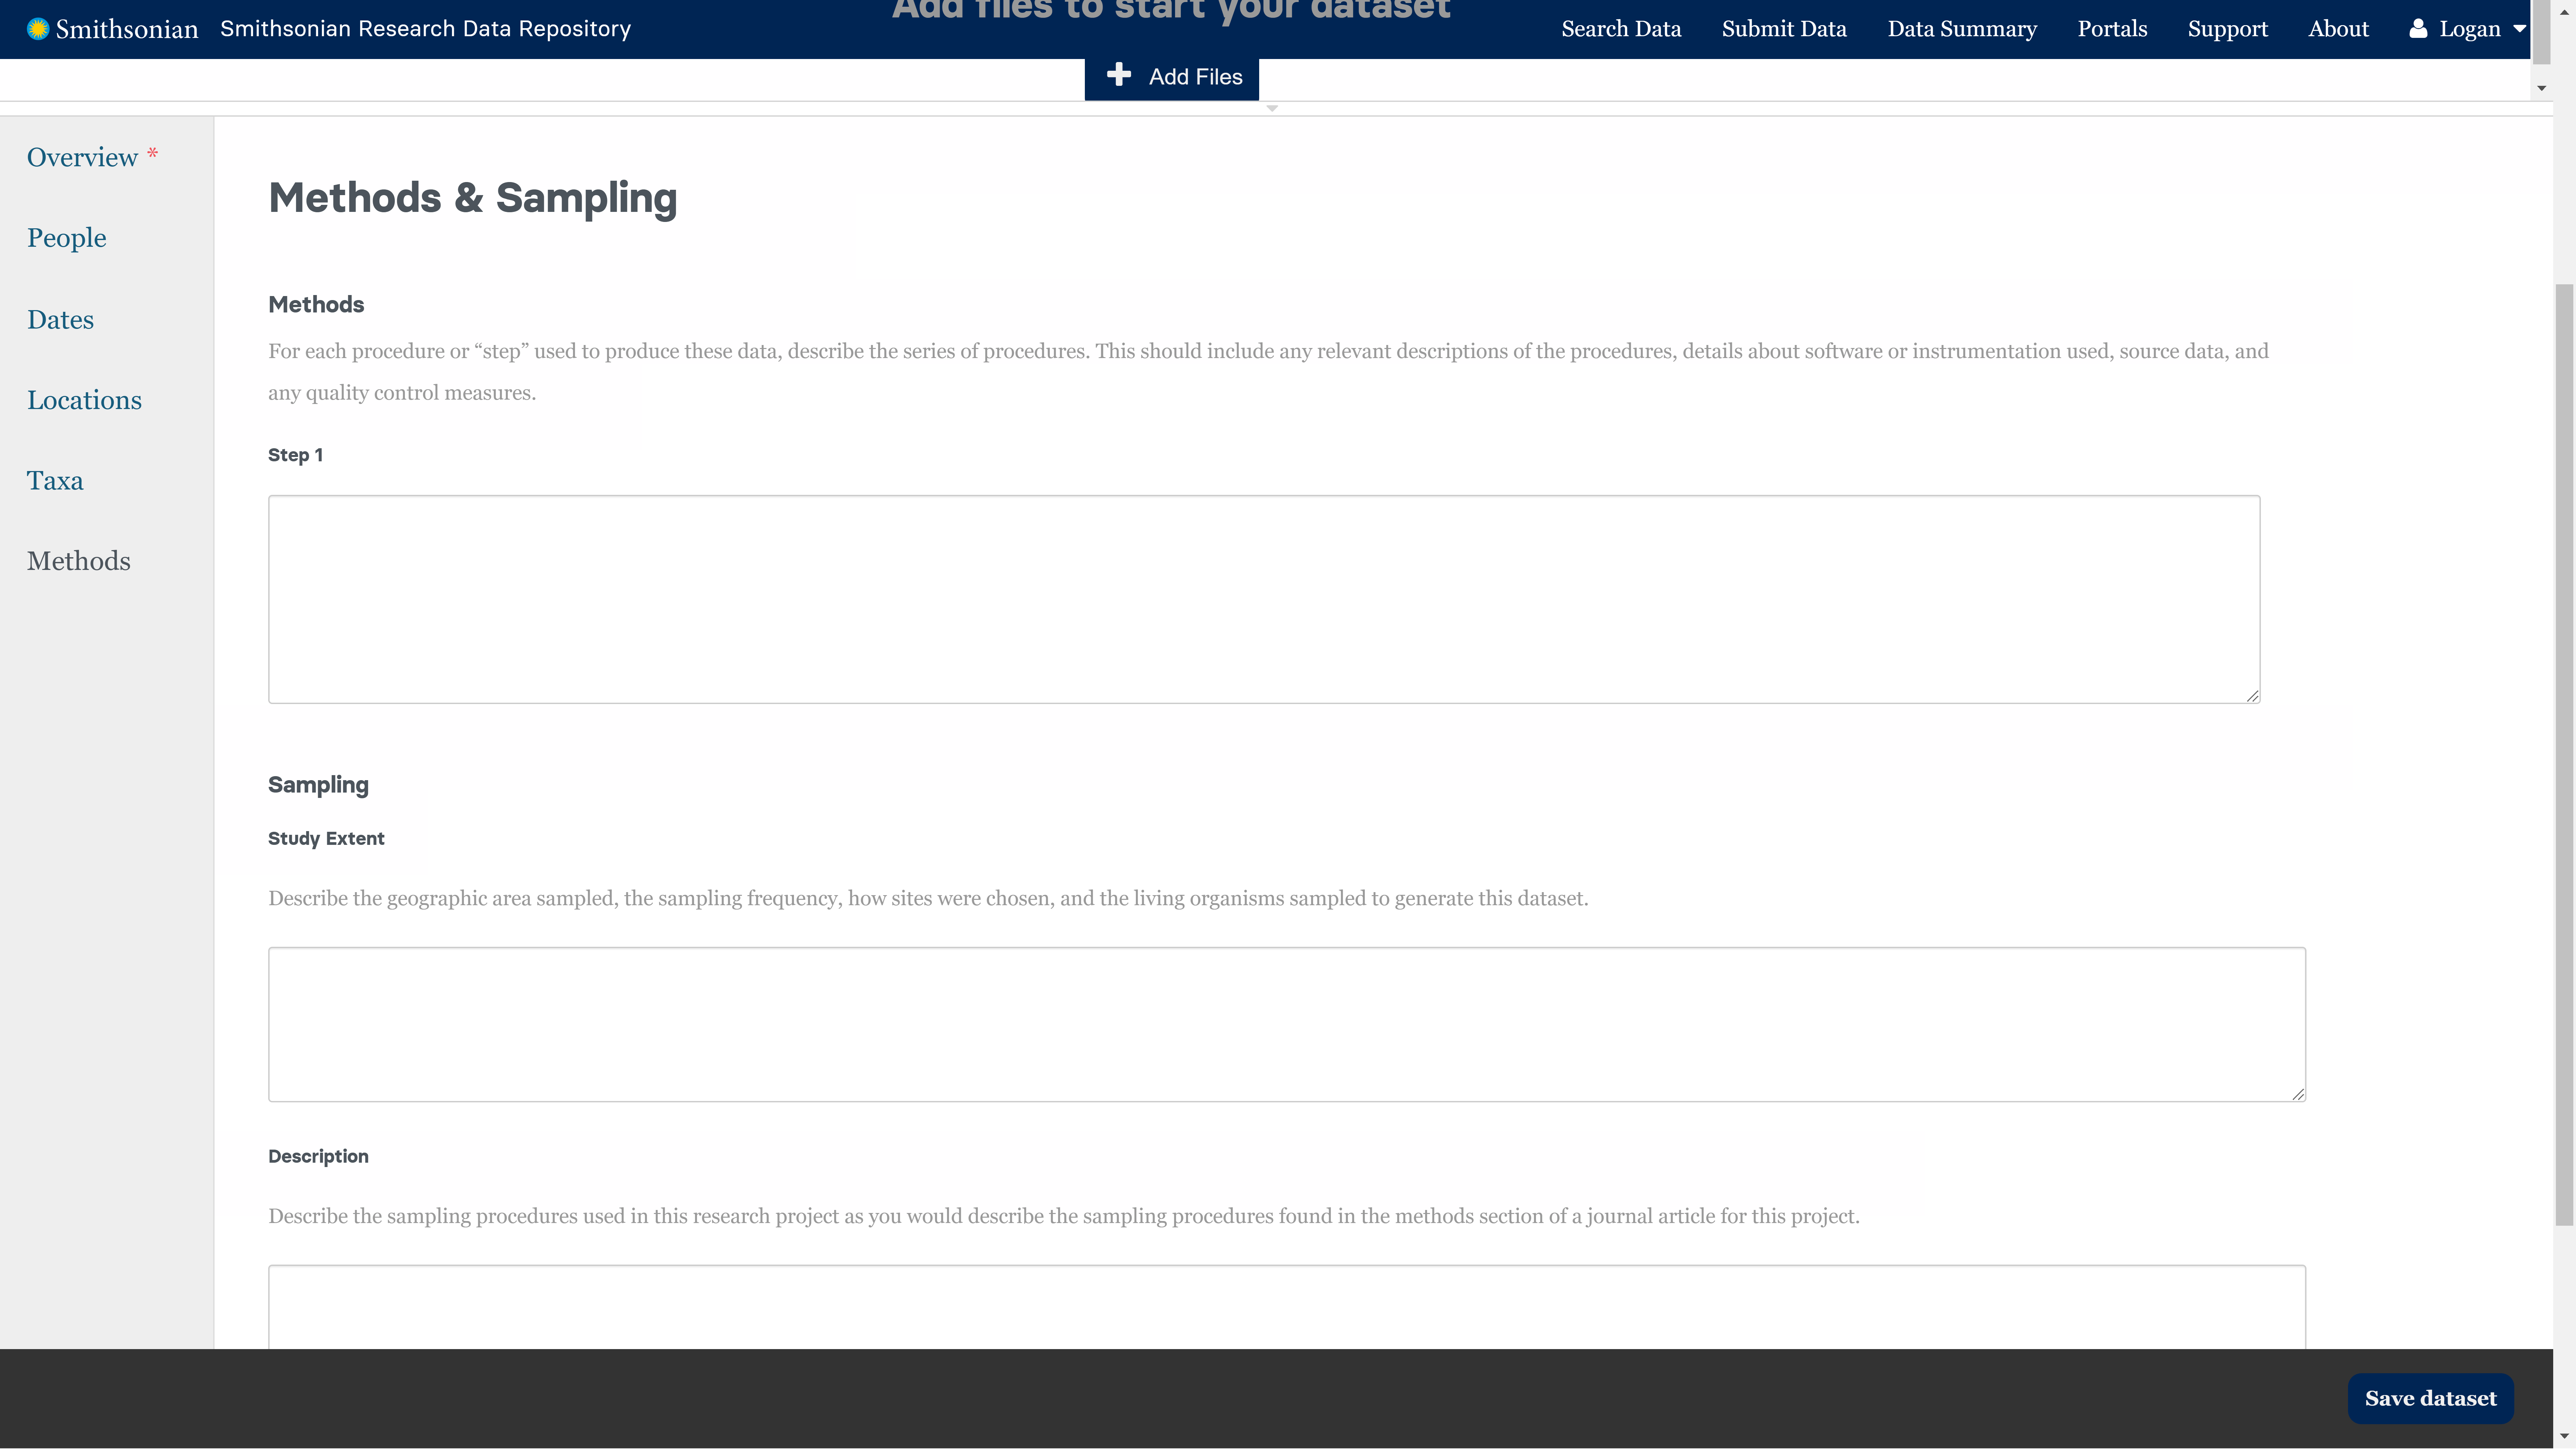 Smithsonian Smithsonian Research Data Repository Add files to start your dataset Search Data Submit Data Data Summary Portals Support About Logan
Add Files
Overview *
People
Dates
Locations
Taxa
Methods
Methods & Sampling
Methods
For each procedure or “step” used to produce these data, describe the series of procedures. This should include any relevant descriptions of the procedures, details about software or instrumentation used, source data, and
any quality control measures.
Step 1
Sampling
Study Extent
Describe the geographic area sampled, the sampling frequency, how sites were chosen, and the living organisms sampled to generate this dataset.
Description
Describe the sampling procedures used in this research project as you would describe the sampling procedures found in the methods section of a journal article for this project.
Save dataset